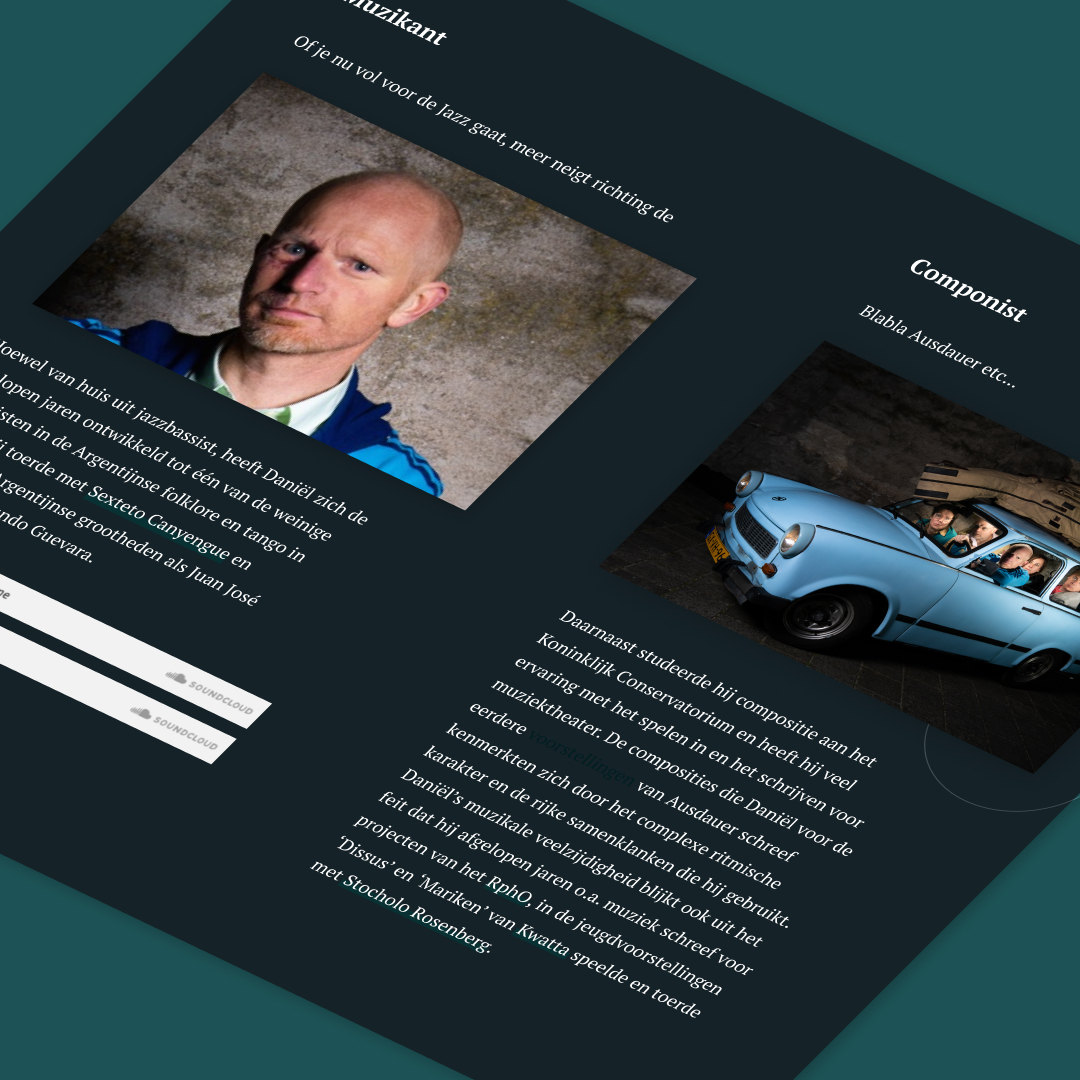 Muzikant
Of je nu vol voor de Jazz gaat, meer neigt richting de
Hoewel van huis uit jazzbassist, heeft Daniël zich de
lopen jaren ontwikkeld tot één van de weinige
isten in de Argentijnse folklore en tango in
j toerde met Sexteto Canyengue en
Argentijnse grootheden als Juan José
ndo Guevara.
SOUNDCLOUD
SOUNDCLOUD
Componist
Blabla Ausdauer etc...
Daarnaast studeerde hij compositie aan het
Koninklijk Conservatorium en heeft hij veel
ervaring met het spelen in en het schrijven voor
muziektheater. De composities die Daniël voor de
eerdere voorstellingen van Ausdauer schreef
kenmerkten zich door het complexe ritmische
karakter en de rijke samenklanken die hij gebruikt.
Daniël's muzikale veelzijdigheid blijkt ook uit het
feit dat hij afgelopen jaren o.a. muziek schreef voor
projecten van het RphO, in de jeugdvoorstellingen
'Dissus' en 'Mariken' van Kwatta speelde en toerde
met Stocholo Rosenberg.